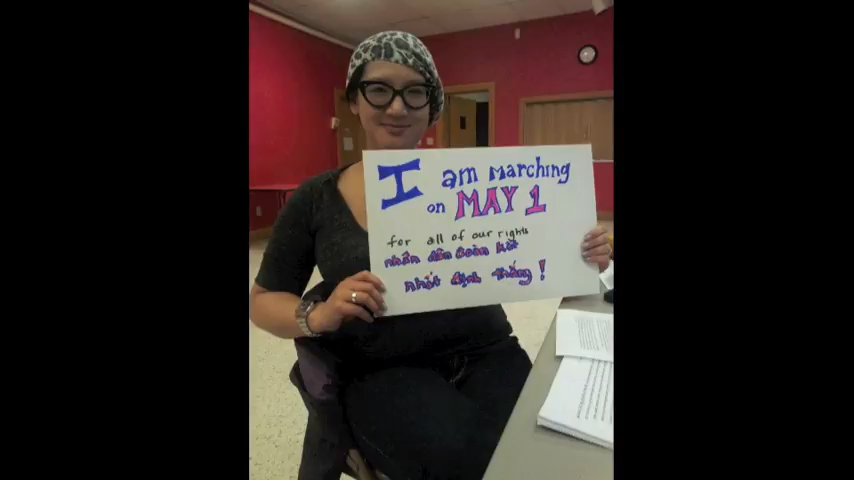 I am marching
on MAY 1
for all of our rights
nhân dân đoàn kết
nhất định thắng!